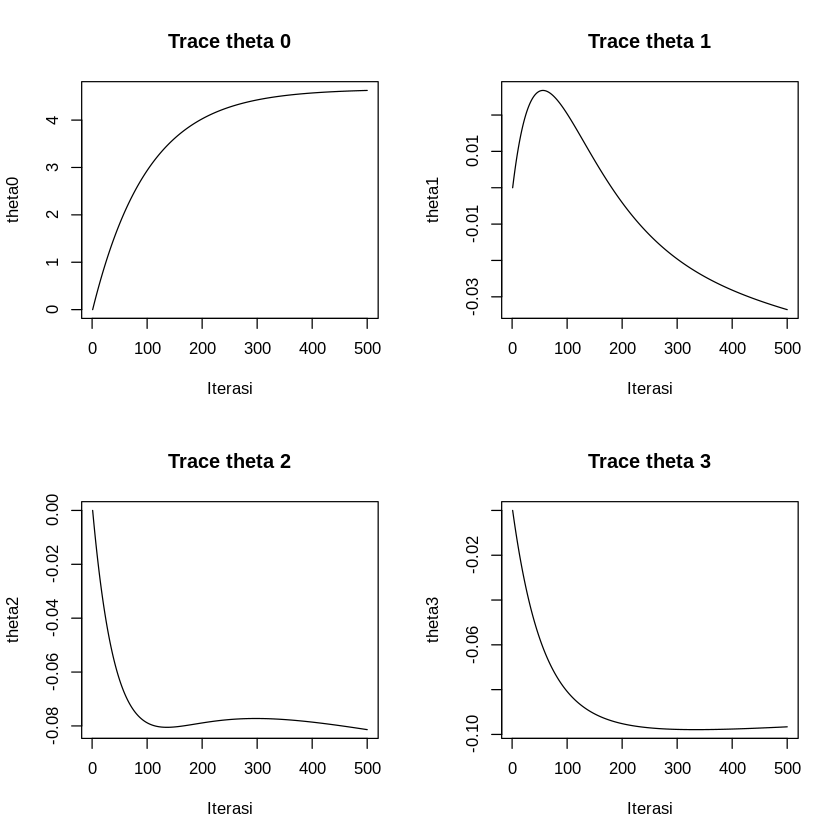 Trace theta 0
theta0
0 1 2 3 4
0 100 200 300 400 500
Iterasi
Trace theta 1
theta1
-0.03 -0.01 0.01
0 100 200 300 400 500
Iterasi
Trace theta 2
theta2
-0.08 -0.06 -0.04 -0.02 0.00
0 100 200 300 400 500
Iterasi
Trace theta 3
theta3
-0.10 -0.06 -0.02
0 100 200 300 400 500
Iterasi